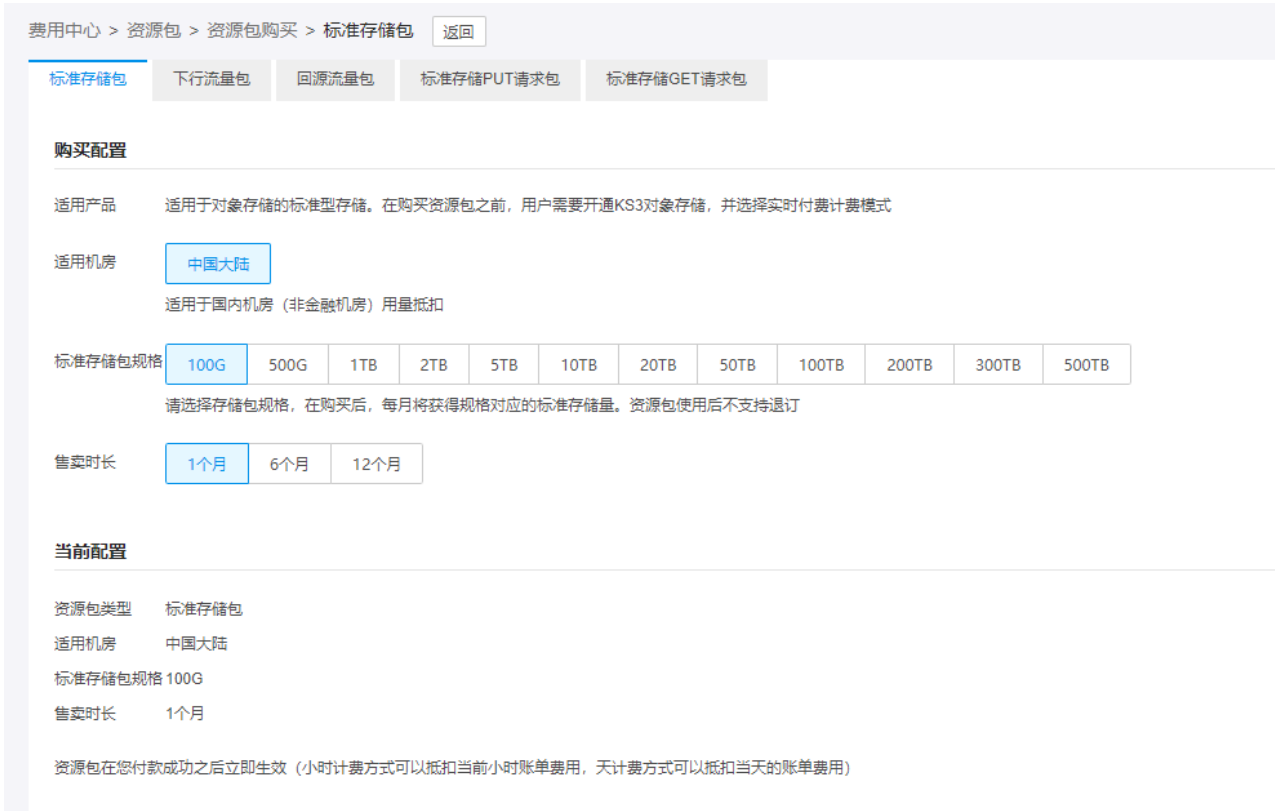 费用中心 > 资源包 > 资源包购买 > 标准存储包 返回
标准存储包 下行流量包 回源流量包 标准存储PUT请求包 标准存储GET请求包
购买配置
适用产品 适用于对象存储的标准型存储。在购买资源包之前，用户需要开通KS3对象存储，并选择实时付费计费模式
适用机房 中国大陆
适用于国内机房（非金融机房）用量抵扣
标准存储包规格 100G 500G 1TB 2TB 5TB 10TB 20TB 50TB 100TB 200TB 300TB 500TB
请选择存储包规格，在购买后，每月将获得规格对应的标准存储量。资源包使用后不支持退订
售卖时长 1个月 6个月 12个月
当前配置
资源包类型 标准存储包
适用机房 中国大陆
标准存储包规格 100G
售卖时长 1个月
资源包在您付款成功之后立即生效（小时计费方式可以抵扣当前小时账单费用，天计费方式可以抵扣当天的账单费用）